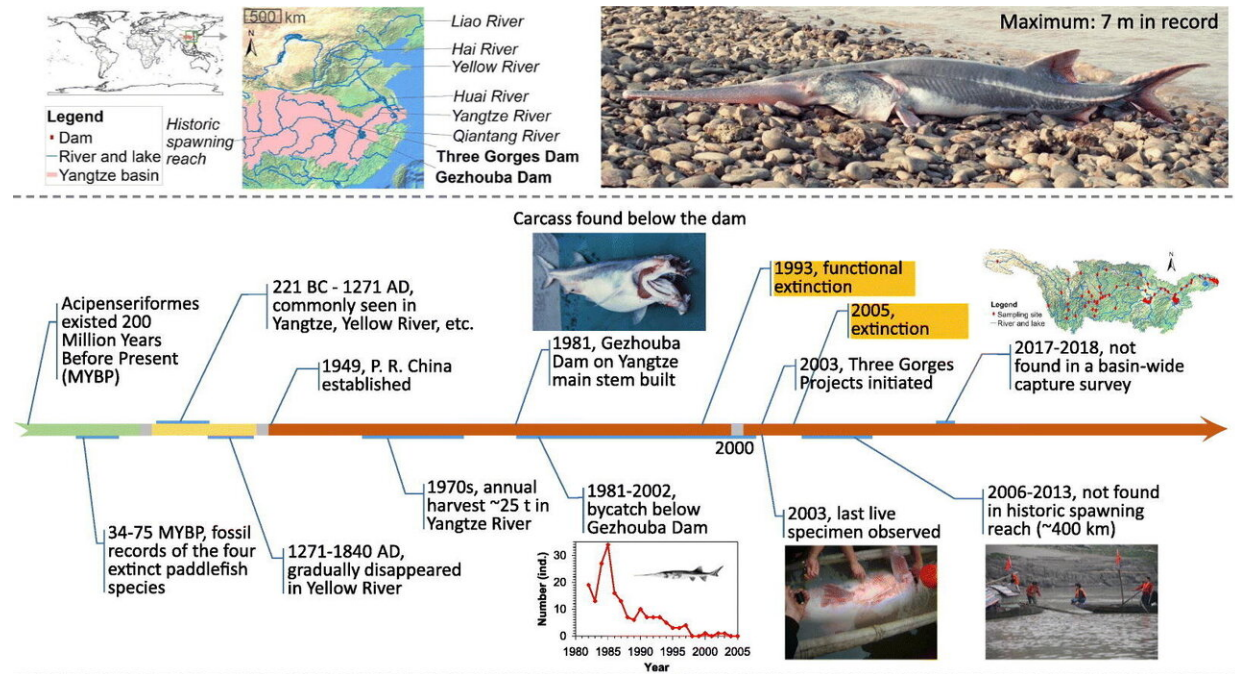 500 km
N
Liao River
Hai River
Yellow River
Huai River
Yangtze River
Qiantang River
Three Gorges Dam
Gezhouba Dam
Legend
Dam
River and lake
Yangtze basin
Historic
spawning
reach
Maximum: 7 m in record
Carcass found below the dam
Acipenseriformes
existed 200
Million Years
Before Present
(MYBP)
221 BC - 1271 AD,
commonly seen in
Yangtze, Yellow River, etc.
1949, P. R. China
established
1981, Gezhouba
Dam on Yangtze
main stem built
1993, functional
extinction
2005,
extinction
2003, Three Gorges
Projects initiated
N
Legend
Sampling site
River and lake
2017-2018, not
found in a basin-wide
capture survey
2000
34-75 MYBP, fossil
records of the four
extinct paddlefish
species
1271-1840 AD,
gradually disappeared
in Yellow River
1970s, annual
harvest ~25 t in
Yangtze River
1981-2002,
bycatch below
Gezhouba Dam
2003, last live
specimen observed
2006-2013, not found
in historic spawning
reach (~400 km)
Number (ind.)
30
20
10
0
1980 1985 1990 1995 2000 2005
Year